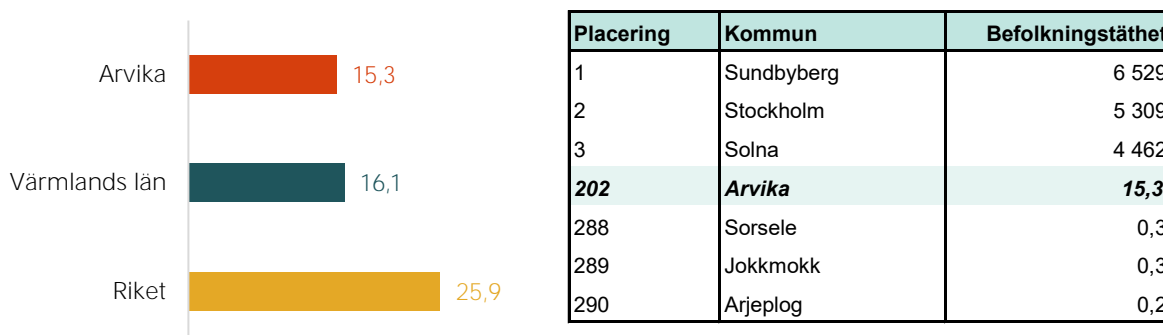 Arvika 15,3
Värmlands län 16,1
Riket 25,9
Placering Kommun Befolkningstäthet
1 Sundbyberg 6 529
2 Stockholm 5 309
3 Solna 4 462
202 Arvika 15,3
288 Sorsele 0,3
289 Jokkmokk 0,3
290 Arjeplog 0,2